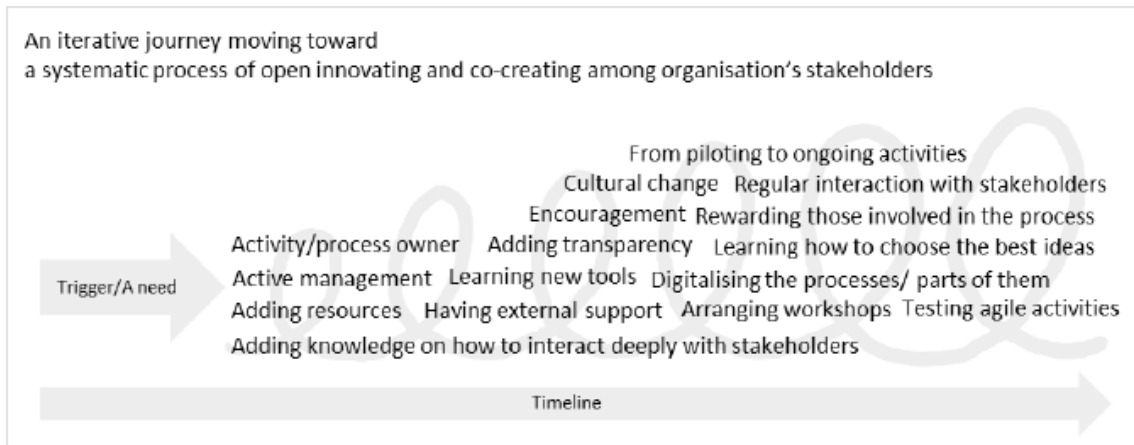 An iterative journey moving toward
a systematic process of open innovating and co-creating among organisation's stakeholders
From piloting to ongoing activities
Cultural change Regular interaction with stakeholders
Encouragement Rewarding those involved in the process
Activity/process owner Adding transparency Learning how to choose the best ideas
Trigger/A need Active management Learning new tools Digitalising the processes/ parts of them
Adding resources Having external support Arranging workshops Testing agile activities
Adding knowledge on how to interact deeply with stakeholders
Timeline